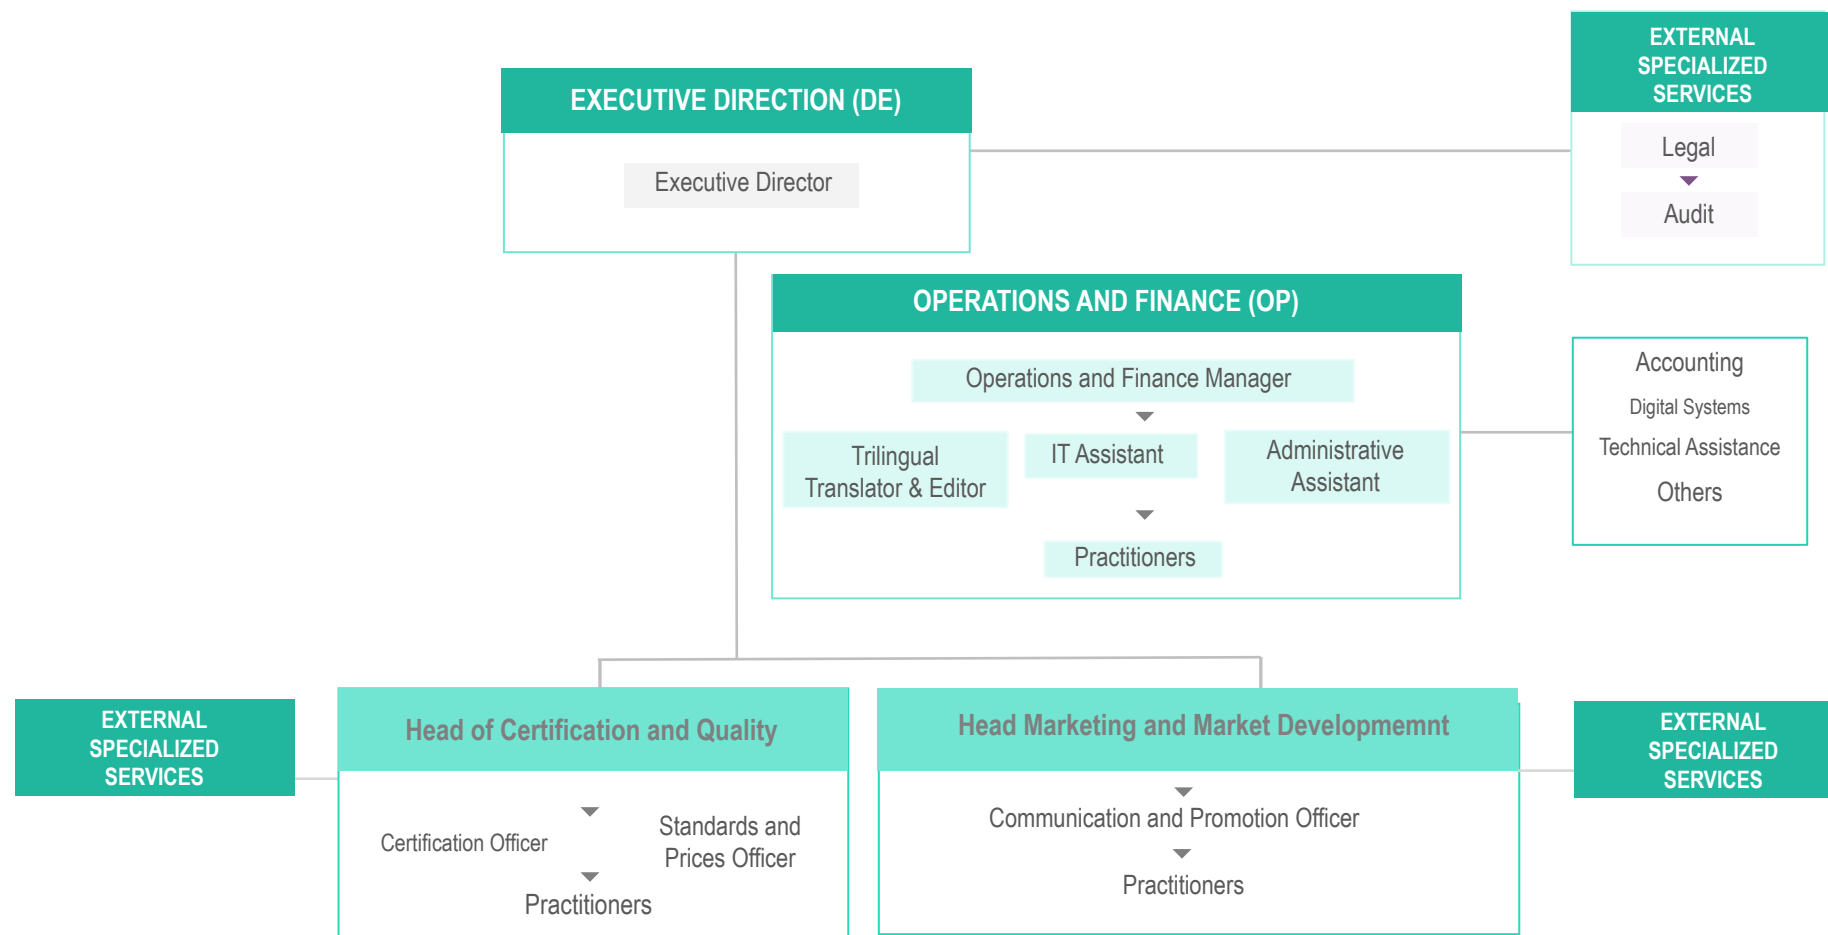 EXTERNAL
SPECIALIZED
SERVICES
Legal
Audit
EXECUTIVE DIRECTION (DE)
Executive Director
OPERATIONS AND FINANCE (OP)
Operations and Finance Manager
Trilingual
Translator & Editor
IT Assistant
Administrative
Assistant
Practitioners
Accounting
Digital Systems
Technical Assistance
Others
EXTERNAL
SPECIALIZED
SERVICES
Head of Certification and Quality
Certification Officer
Standards and
Prices Officer
Practitioners
Head Marketing and Market Developmemnt
Communication and Promotion Officer
Practitioners
EXTERNAL
SPECIALIZED
SERVICES